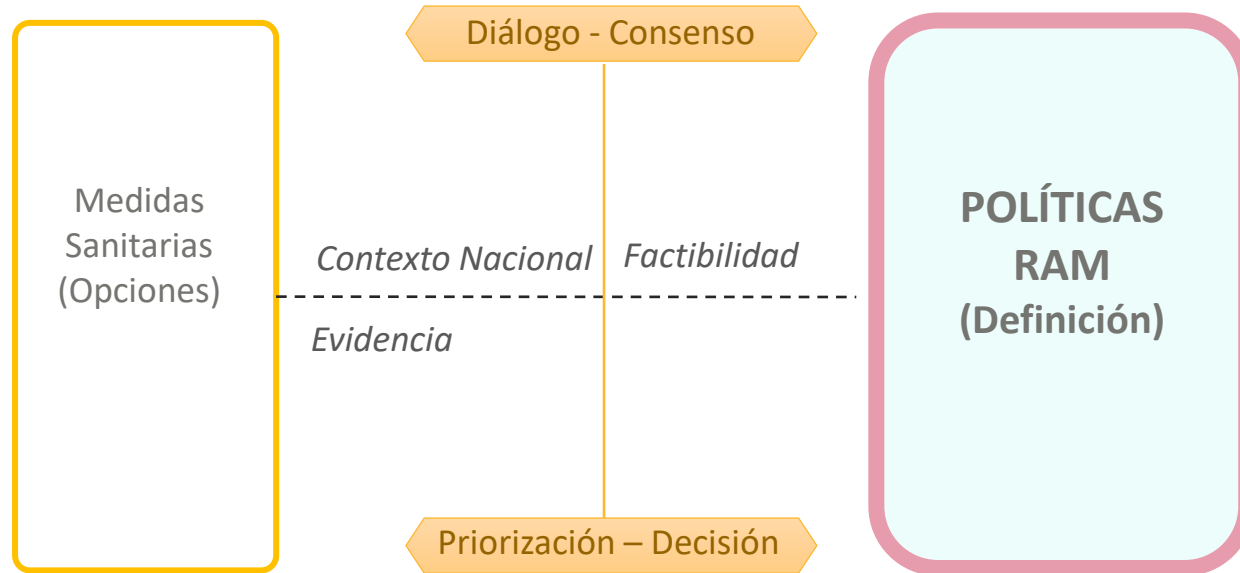 Diálogo - Consenso
Medidas
Sanitarias
(Opciones)
Contexto Nacional
Factibilidad
Evidencia
POLÍTICAS
RAM
(Definición)
Priorización – Decisión